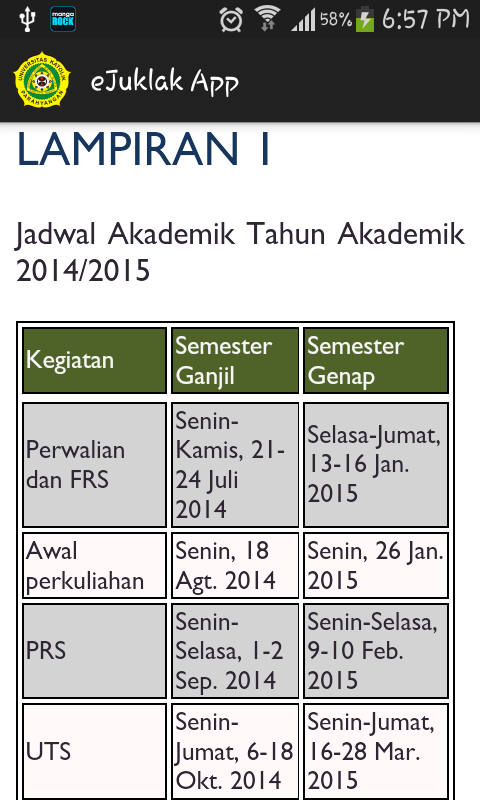 manga
ROCK
58%
6:57 PM
UNIVERSITAS KATOLIK
PARAHYANGAN
eJuklak App
LAMPIRAN 1
Jadwal Akademik Tahun Akademik
2014/2015
Kegiatan
Semester
Ganjil
Semester
Genap
Perwalian
dan FRS
Senin-
Kamis, 21-
24 Juli
2014
Selasa-Jumat,
13-16 Jan.
2015
Awal
perkuliahan
Senin, 18
Agt. 2014
Senin, 26 Jan.
2015
PRS
Senin-
Selasa, 1-2
Sep. 2014
Senin-Selasa,
9-10 Feb.
2015
UTS
Senin-
Jumat, 6-18
Okt. 2014
Senin-Jumat,
16-28 Mar.
2015